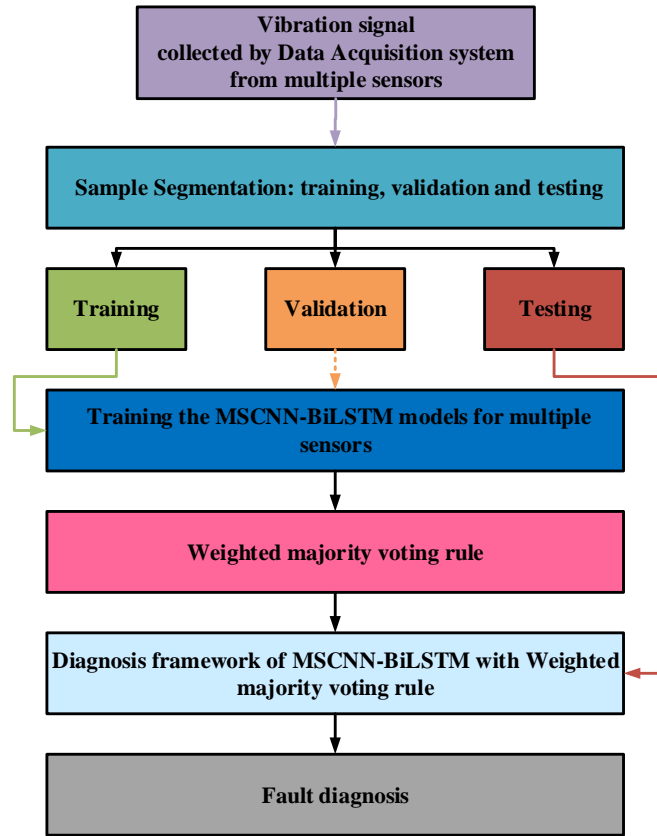 Vibration signal
collected by Data Acquisition system
from multiple sensors
Sample Segmentation: training, validation and testing
Training
Validation
Testing
Training the MSCNN-BiLSTM models for multiple
sensors
Weighted majority voting rule
Diagnosis framework of MSCNN-BiLSTM with Weighted
majority voting rule
Fault diagnosis